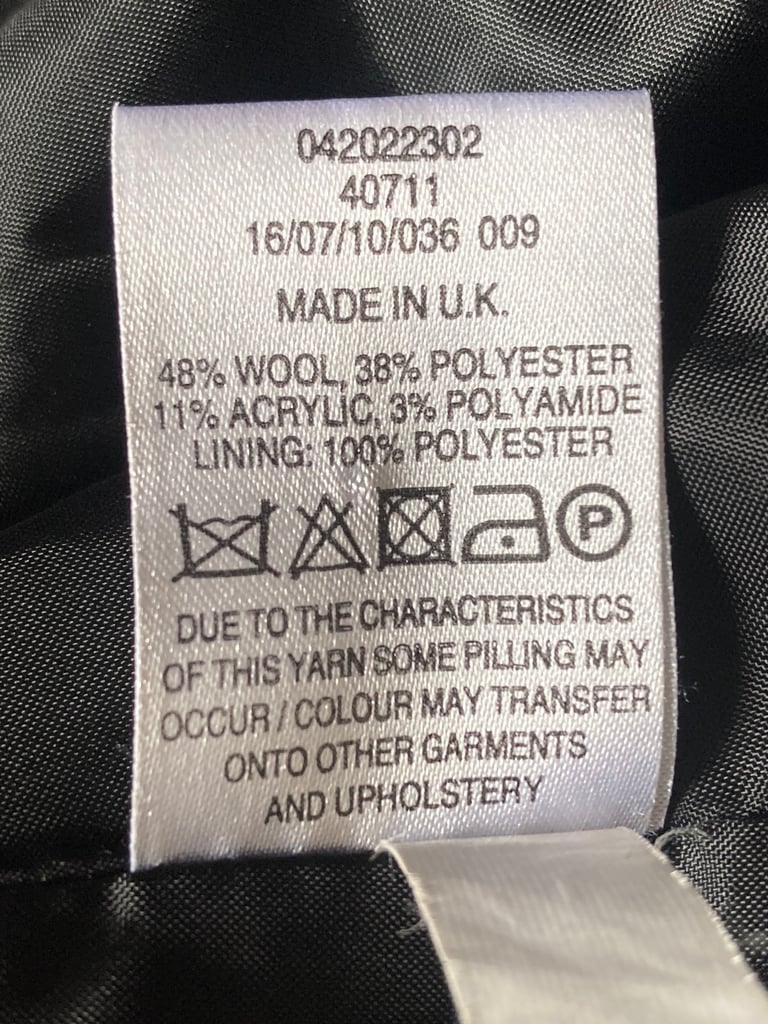 042022302
40711
16/07/10/036 009
MADE IN U.K.
48% WOOL, 38% POLYESTER
11% ACRYLIC, 3% POLYAMIDE
LINING: 100% POLYESTER
P
DUE TO THE CHARACTERISTICS
OF THIS YARN SOME PILLING MAY
OCCUR / COLOUR MAY TRANSFER
ONTO OTHER GARMENTS
AND UPHOLSTERY